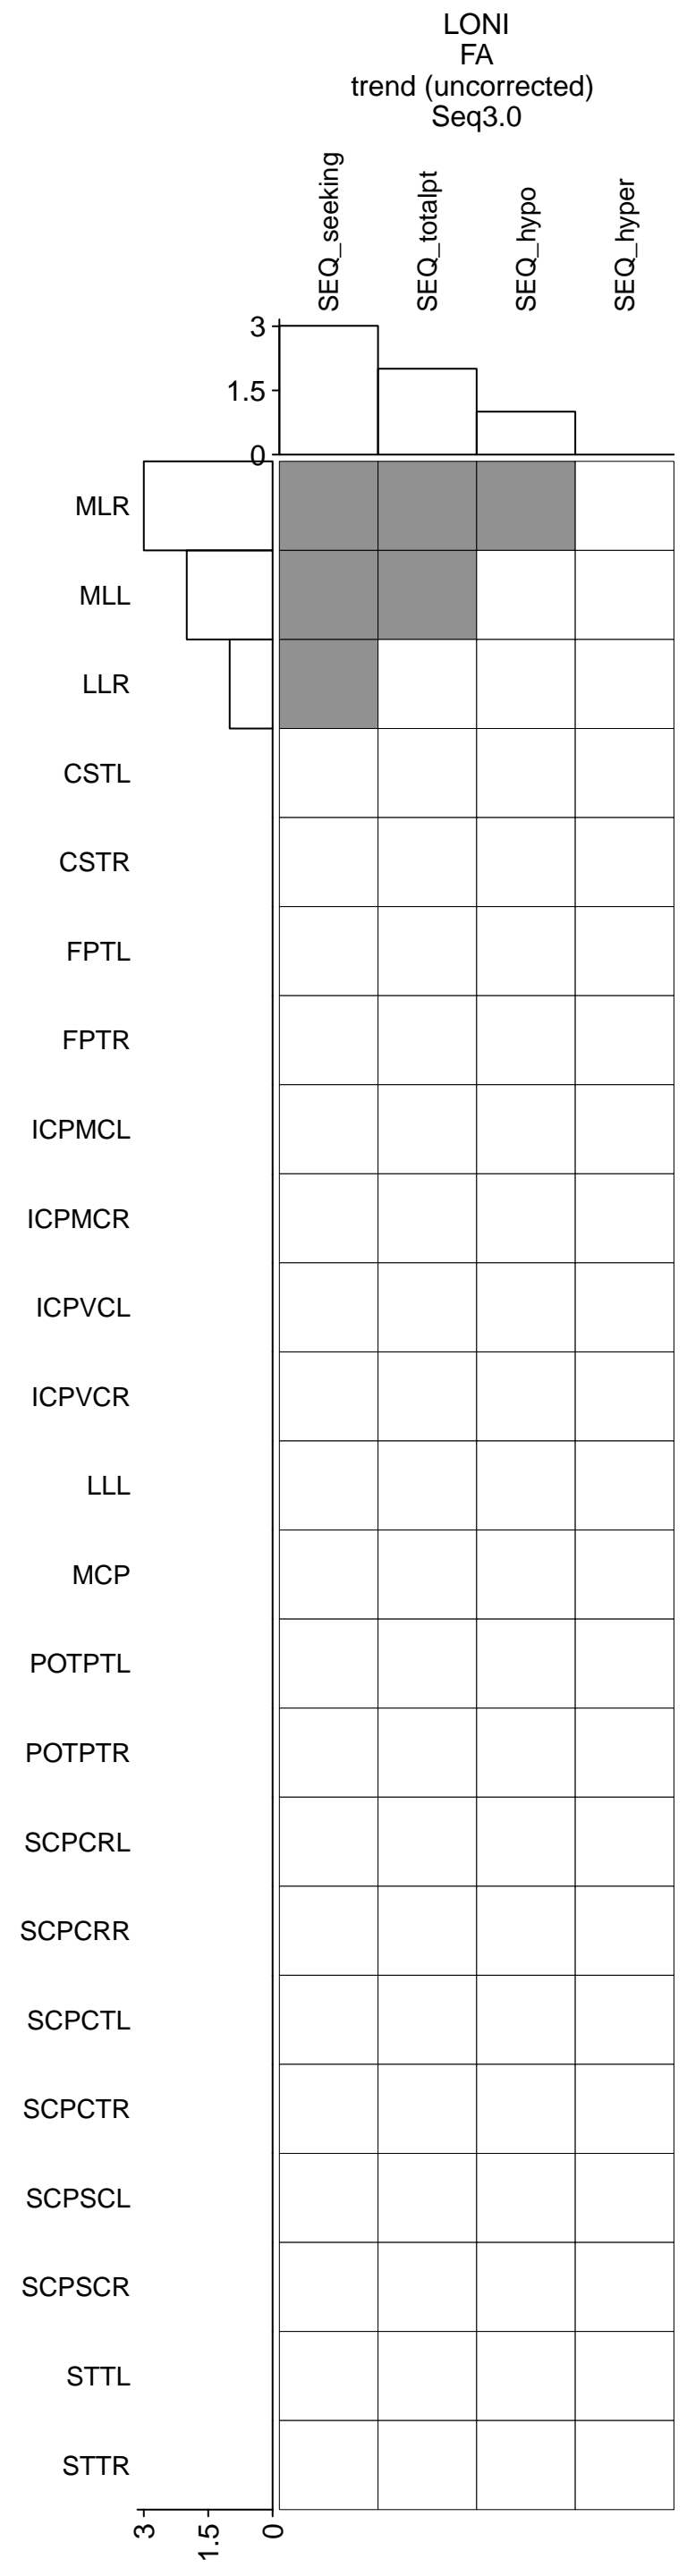 LONI
FA
trend (uncorrected)
Seq3.0
SEQ_seeking
SEQ_totalpt
SEQ_hypo
SEQ_hyper
3
1.5
0
MLR
MLL
LLR
CSTL
CSTR
FPTL
FPTR
ICPMCL
ICPMCR
ICPVCL
ICPVCR
LLL
MCP
POTPTL
POTPTR
SCPCRL
SCPCRR
SCPCTL
SCPCTR
SCPSCL
SCPSCR
STTL
STTR
3
1.5
0